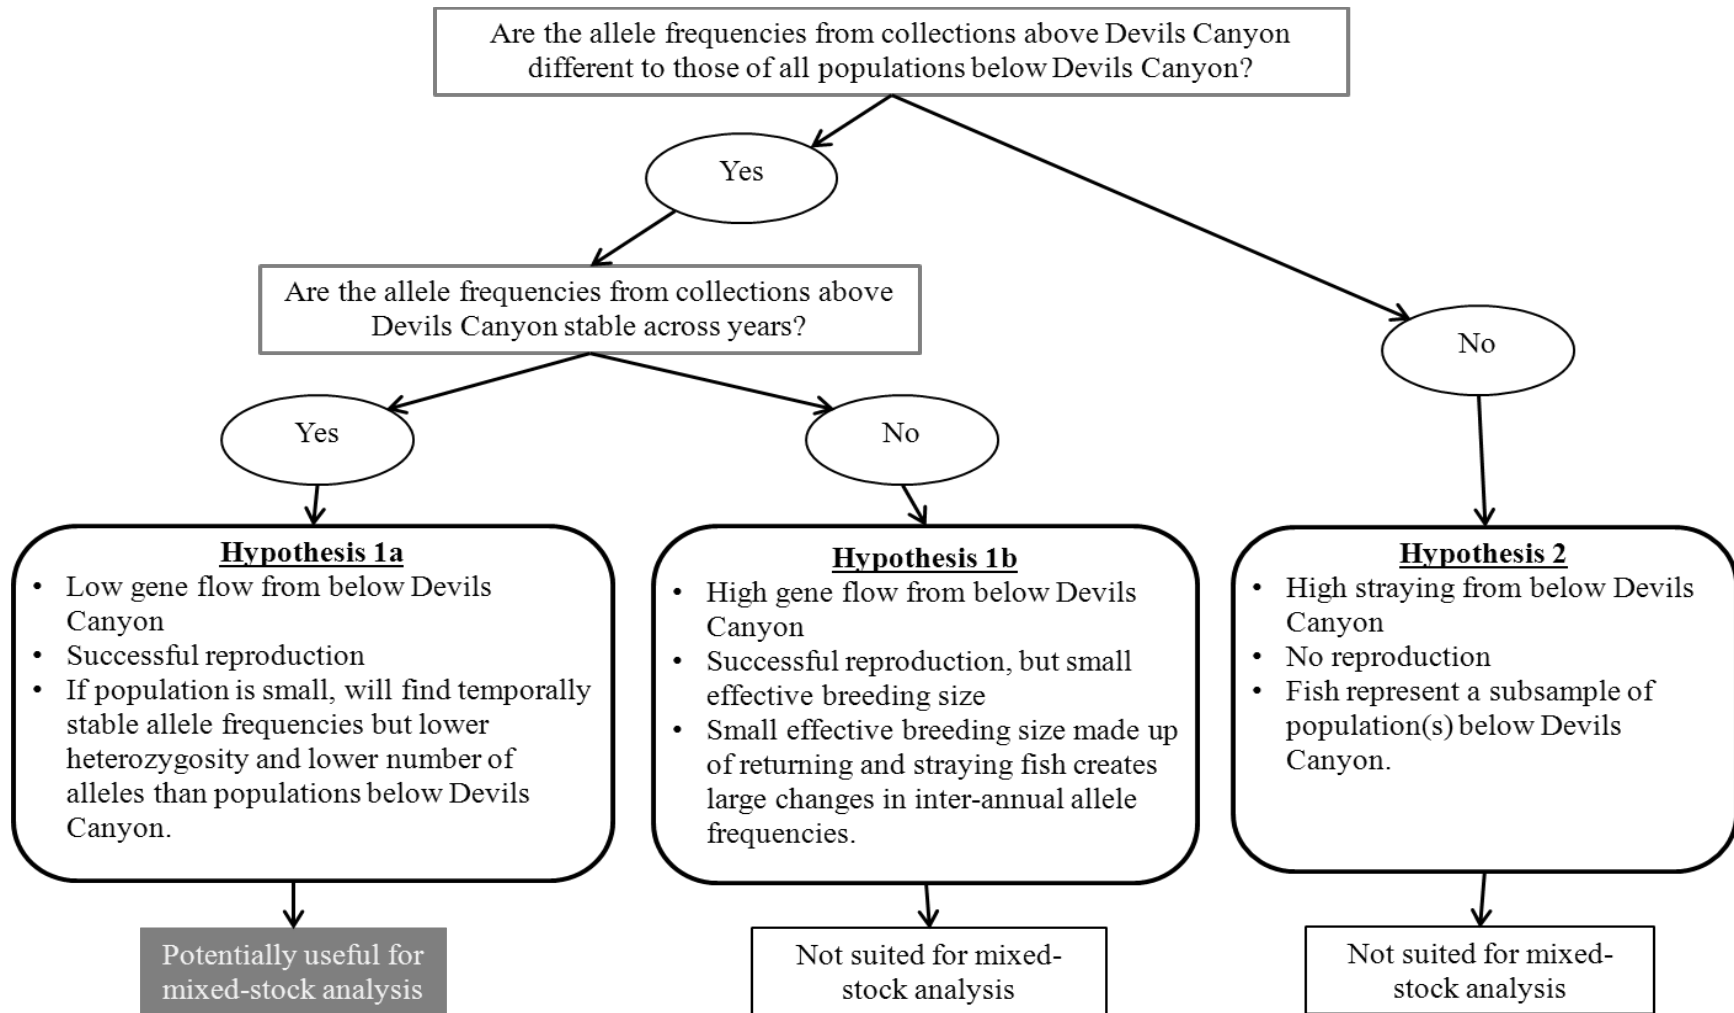 Are the allele frequencies from collections above Devils Canyon
different to those of all populations below Devils Canyon?
Yes
No
Are the allele frequencies from collections above
Devils Canyon stable across years?
Yes
No
Hypothesis 1a
• Low gene flow from below Devils
Canyon
• Successful reproduction
• If population is small, will find temporally
stable allele frequencies but lower
heterozygosity and lower number of
alleles than populations below Devils
Canyon.
Hypothesis 1b
• High gene flow from below Devils
Canyon
• Successful reproduction, but small
effective breeding size
• Small effective breeding size made up
of returning and straying fish creates
large changes in inter-annual allele
frequencies.
Hypothesis 2
• High straying from below Devils
Canyon
• No reproduction
• Fish represent a subsample of
population(s) below Devils
Canyon.
Potentially useful for
mixed-stock analysis
Not suited for mixed-
stock analysis
Not suited for mixed-
stock analysis